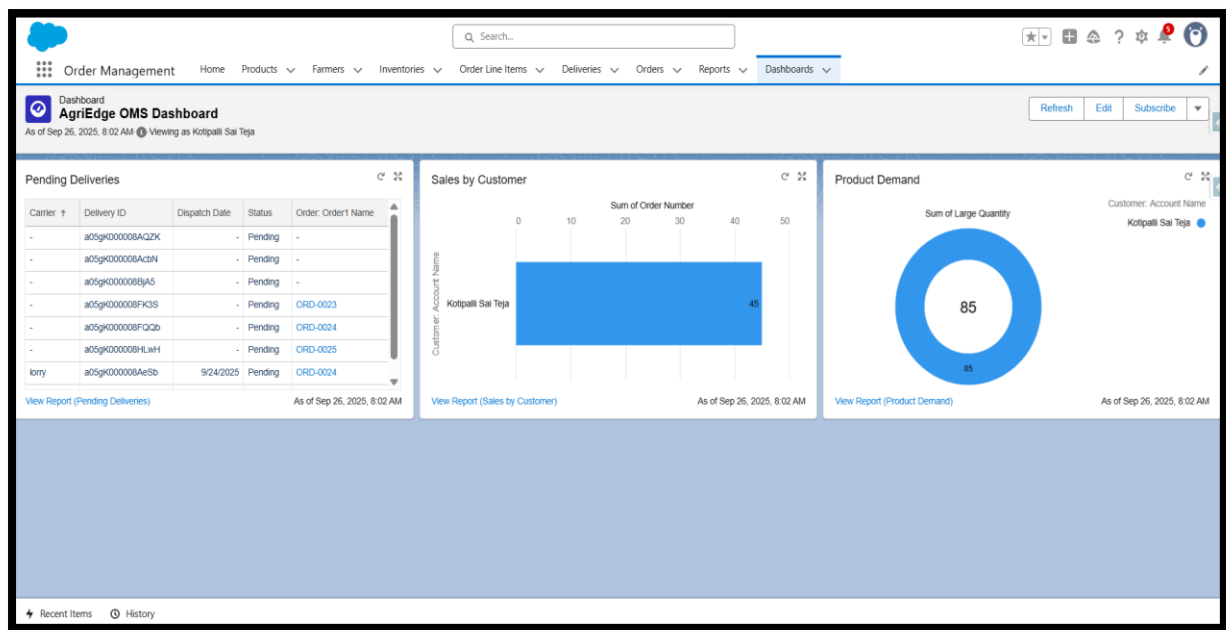 Search...
5
Order Management Home Products Farmers Inventories Order Line Items Deliveries Orders Reports Dashboards
Dashboard
AgriEdge OMS Dashboard
As of Sep 26, 2025, 8:02 AM Viewing as Kotipalli Sai Teja
Refresh Edit Subscribe
Pending Deliveries
Carrier ↑ Delivery ID Dispatch Date Status Order: Order1 Name
- a05gK000008AQZK - Pending -
- a05gK000008AcbN - Pending -
- a05gK000008BjA5 - Pending -
- a05gK000008FK3S - Pending ORD-0023
- a05gK000008FQQb - Pending ORD-0024
- a05gK000008HLwH - Pending ORD-0025
lorry a05gK000008AeSb 9/24/2025 Pending ORD-0024
View Report (Pending Deliveries) As of Sep 26, 2025, 8:02 AM
Sales by Customer
Sum of Order Number
0 10 20 30 40 50
Customer: Account Name
Kotipalli Sai Teja 45
View Report (Sales by Customer) As of Sep 26, 2025, 8:02 AM
Product Demand
Customer: Account Name
Sum of Large Quantity
Kotipalli Sai Teja
85
85
View Report (Product Demand) As of Sep 26, 2025, 8:02 AM
Recent Items History